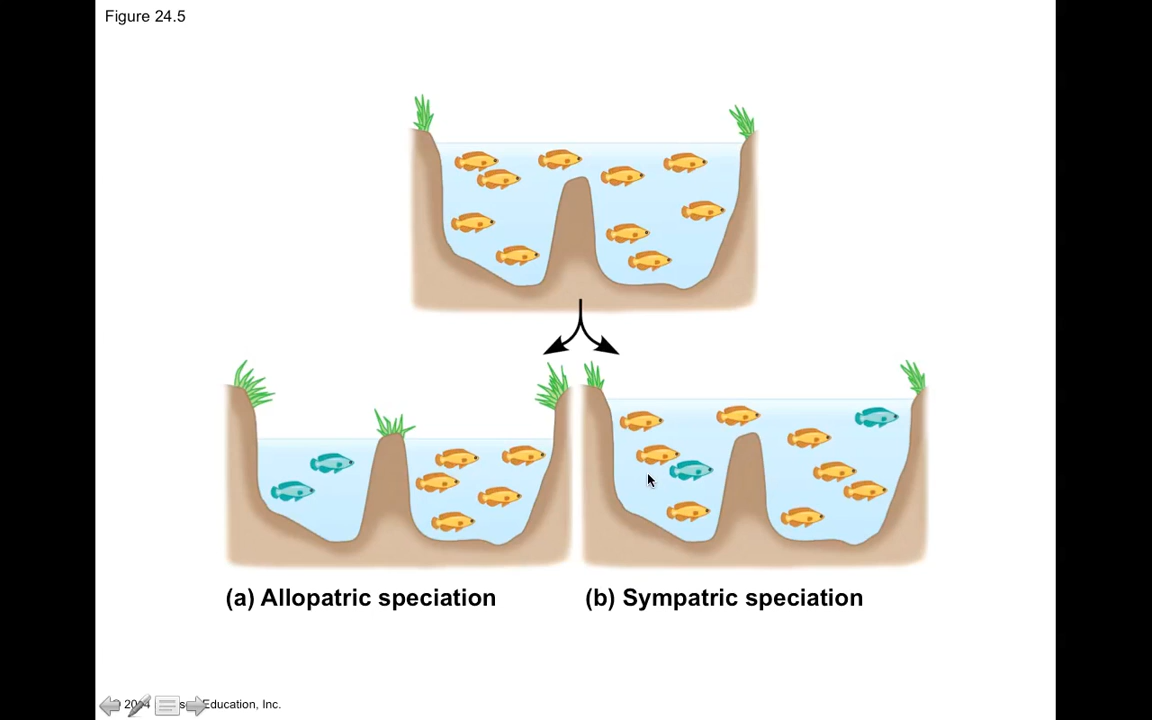 Figure 24.5
(a) Allopatric speciation
(b) Sympatric speciation
Education, Inc.